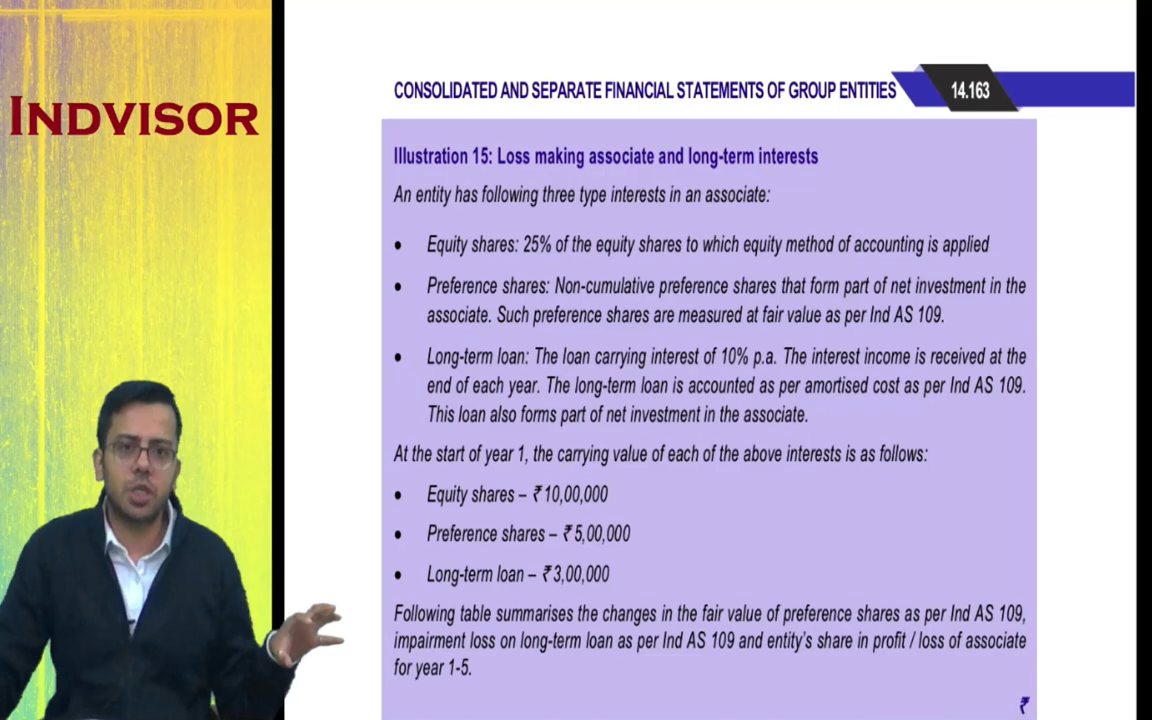 INDVISOR
CONSOLIDATED AND SEPARATE FINANCIAL STATEMENTS OF GROUP ENTITIES 14.163
Illustration 15: Loss making associate and long-term interests
An entity has following three type interests in an associate:
• Equity shares: 25% of the equity shares to which equity method of accounting is applied
• Preference shares: Non-cumulative preference shares that form part of net investment in the
associate. Such preference shares are measured at fair value as per Ind AS 109.
• Long-term loan: The loan carrying interest of 10% p.a. The interest income is received at the
end of each year. The long-term loan is accounted as per amortised cost as per Ind AS 109.
This loan also forms part of net investment in the associate.
At the start of year 1, the carrying value of each of the above interests is as follows:
• Equity shares – ₹ 10,00,000
• Preference shares – ₹ 5,00,000
• Long-term loan – ₹ 3,00,000
Following table summarises the changes in the fair value of preference shares as per Ind AS 109,
impairment loss on long-term loan as per Ind AS 109 and entity's share in profit / loss of associate
for year 1-5.
₹